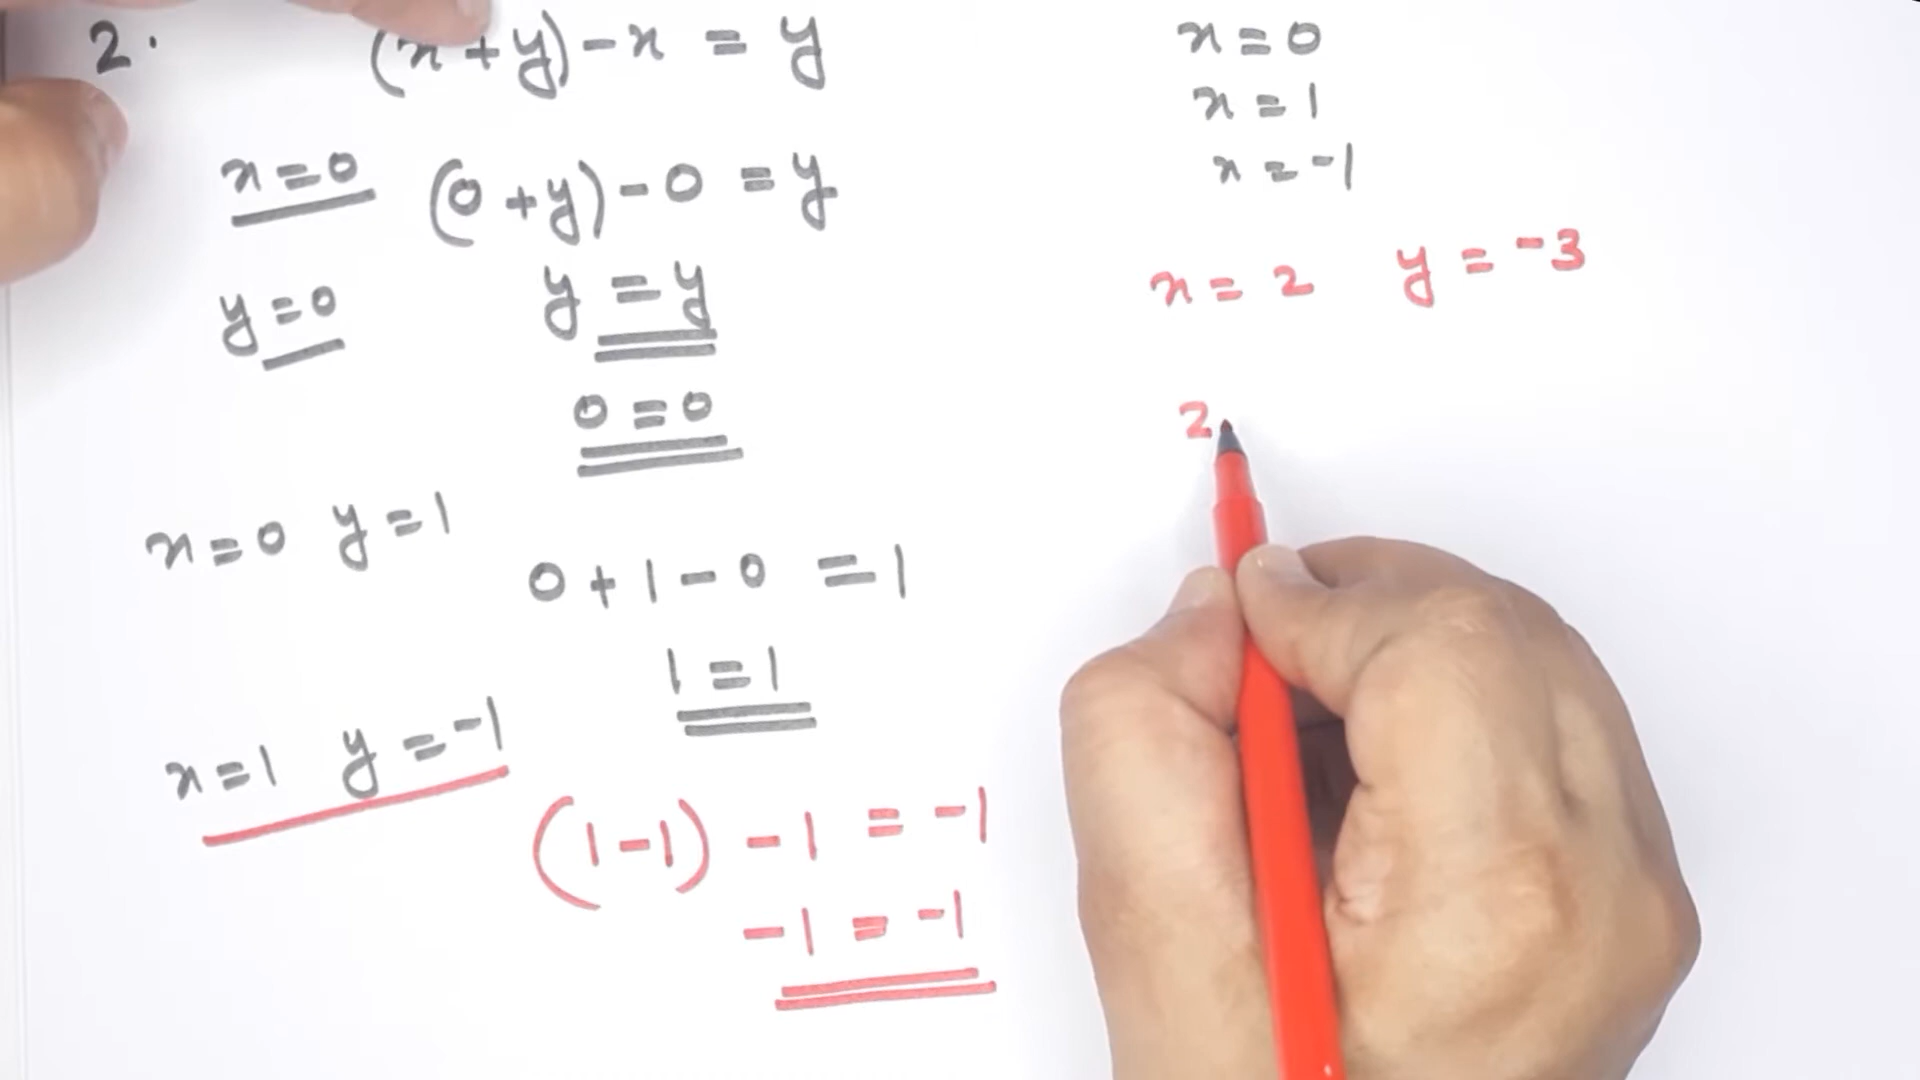 2. (x+y)-x = y
x=0 (0+y)-0 = y
y=0 y = y
0 = 0
x=0 y=1
0+1-0 = 1
1 = 1
x=1 y=-1
(1-1) -1 = -1
-1 = -1
x = 0
x = 1
x = -1
x = 2 y = -3
2